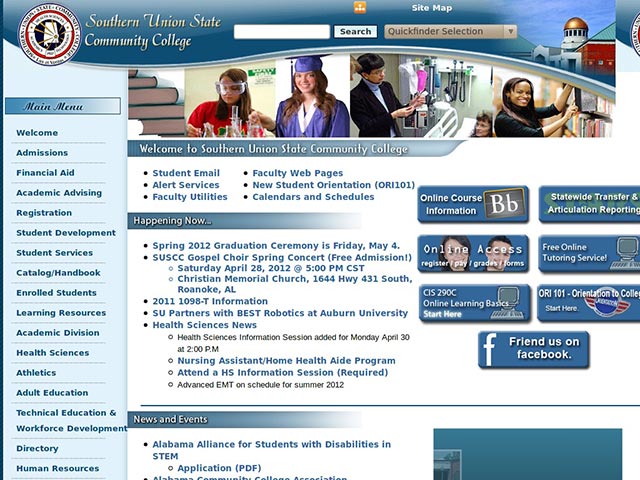 Southern Union State
Community College
Site Map
Search
Quickfinder Selection
Main Menu
Welcome
Admissions
Financial Aid
Academic Advising
Registration
Student Development
Student Services
Catalog/Handbook
Enrolled Students
Learning Resources
Academic Division
Health Sciences
Athletics
Adult Education
Technical Education &
Workforce Development
Directory
Human Resources
Welcome to Southern Union State Community College
Student Email
Alert Services
Faculty Utilities
Faculty Web Pages
New Student Orientation (ORI101)
Calendars and Schedules
Happening Now...
Spring 2012 Graduation Ceremony is Friday, May 4.
SUSCC Gospel Choir Spring Concert (Free Admission!)
Saturday April 28, 2012 @ 5:00 PM CST
Christian Memorial Church, 1644 Hwy 431 South,
Roanoke, AL
2011 1098-T Information
SU Partners with BEST Robotics at Auburn University
Health Sciences News
Health Sciences Information Session added for Monday April 30
at 2:00 P.M
Nursing Assistant/Home Health Aide Program
Attend a HS Information Session (Required)
Advanced EMT on schedule for summer 2012
Online Course
Information
Bb
Statewide Transfer &
Articulation Reporting
Online Access
register / pay / grades / forms
Free Online
Tutoring Service!
CIS 290C
Online Learning Basics
Start Here
ORI 101 - Orientation to College
Start Here.
f
Friend us on
facebook.
News and Events
Alabama Alliance for Students with Disabilities in
STEM
Application (PDF)
Alabama Community College Association